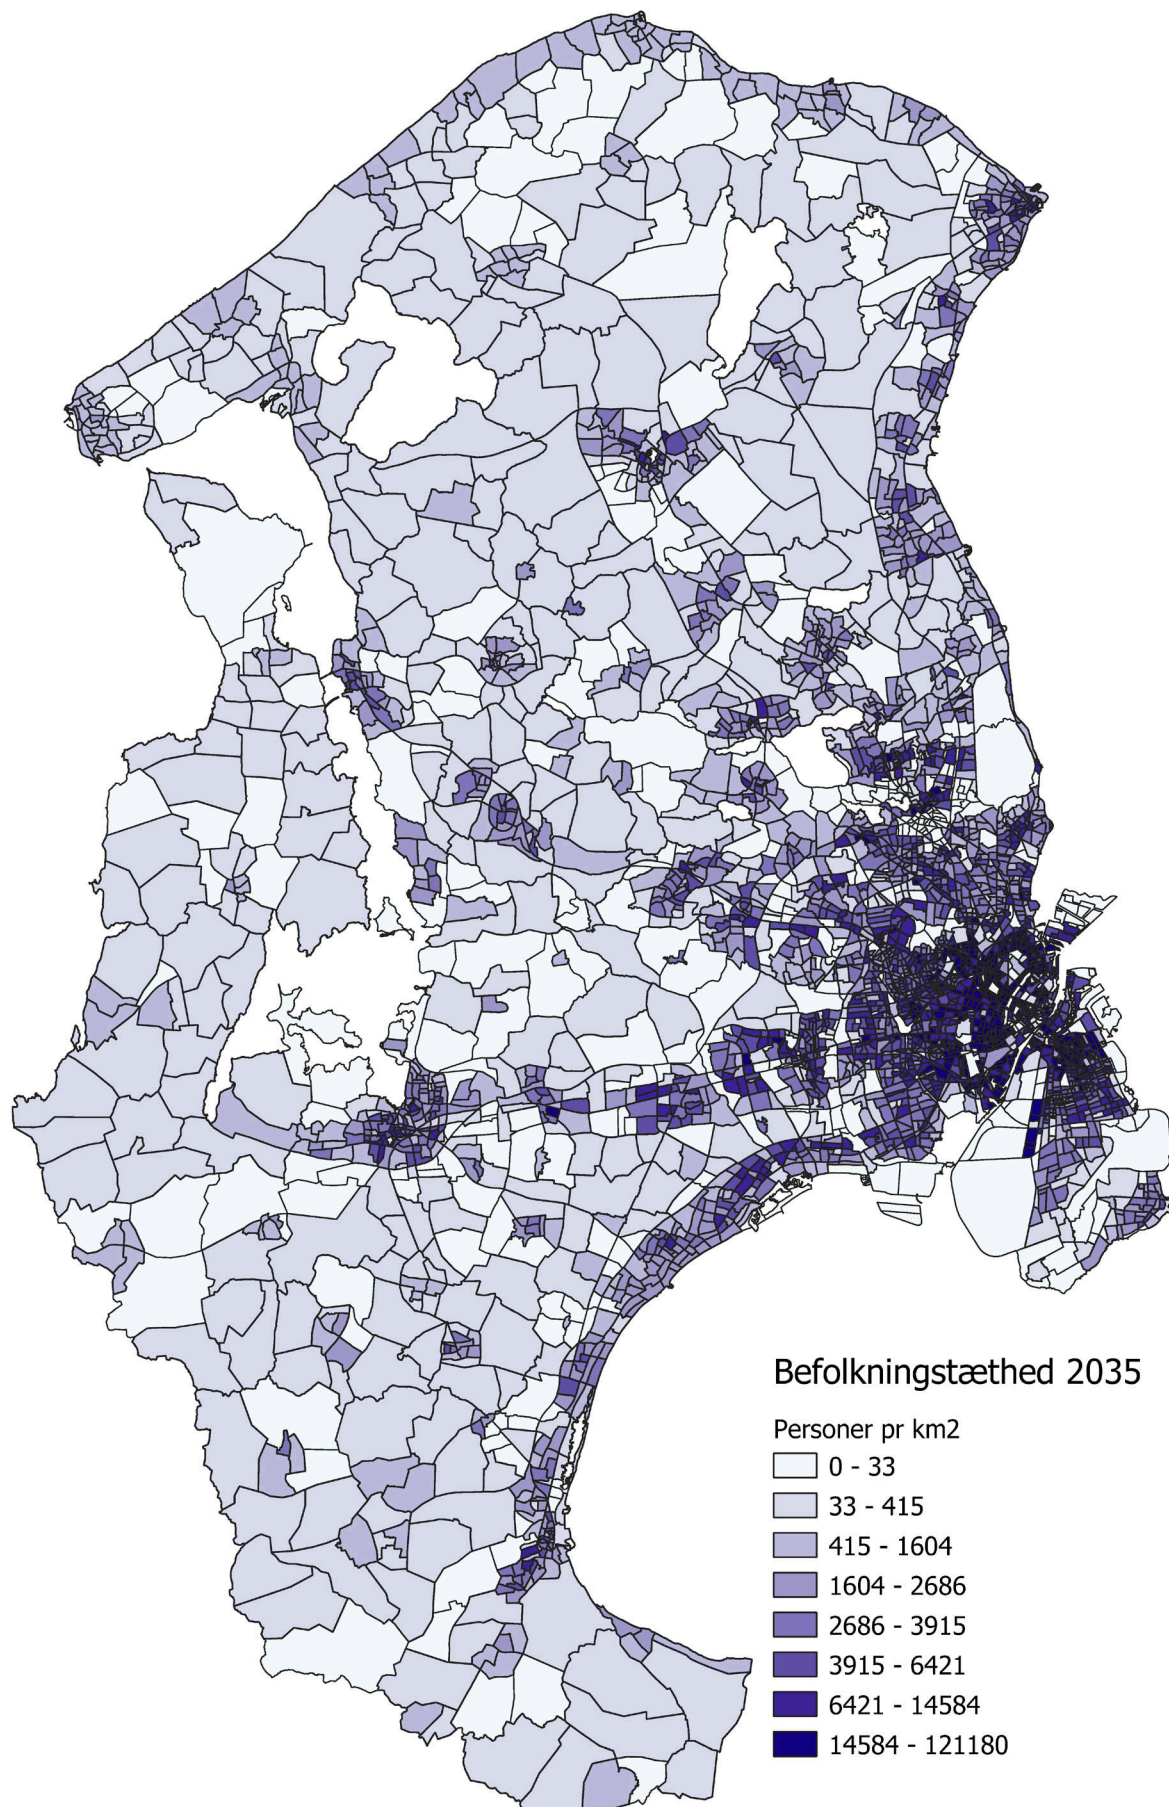 Befolkningstæthed 2035
Personer pr km2
0 - 33
33 - 415
415 - 1604
1604 - 2686
2686 - 3915
3915 - 6421
6421 - 14584
14584 - 121180